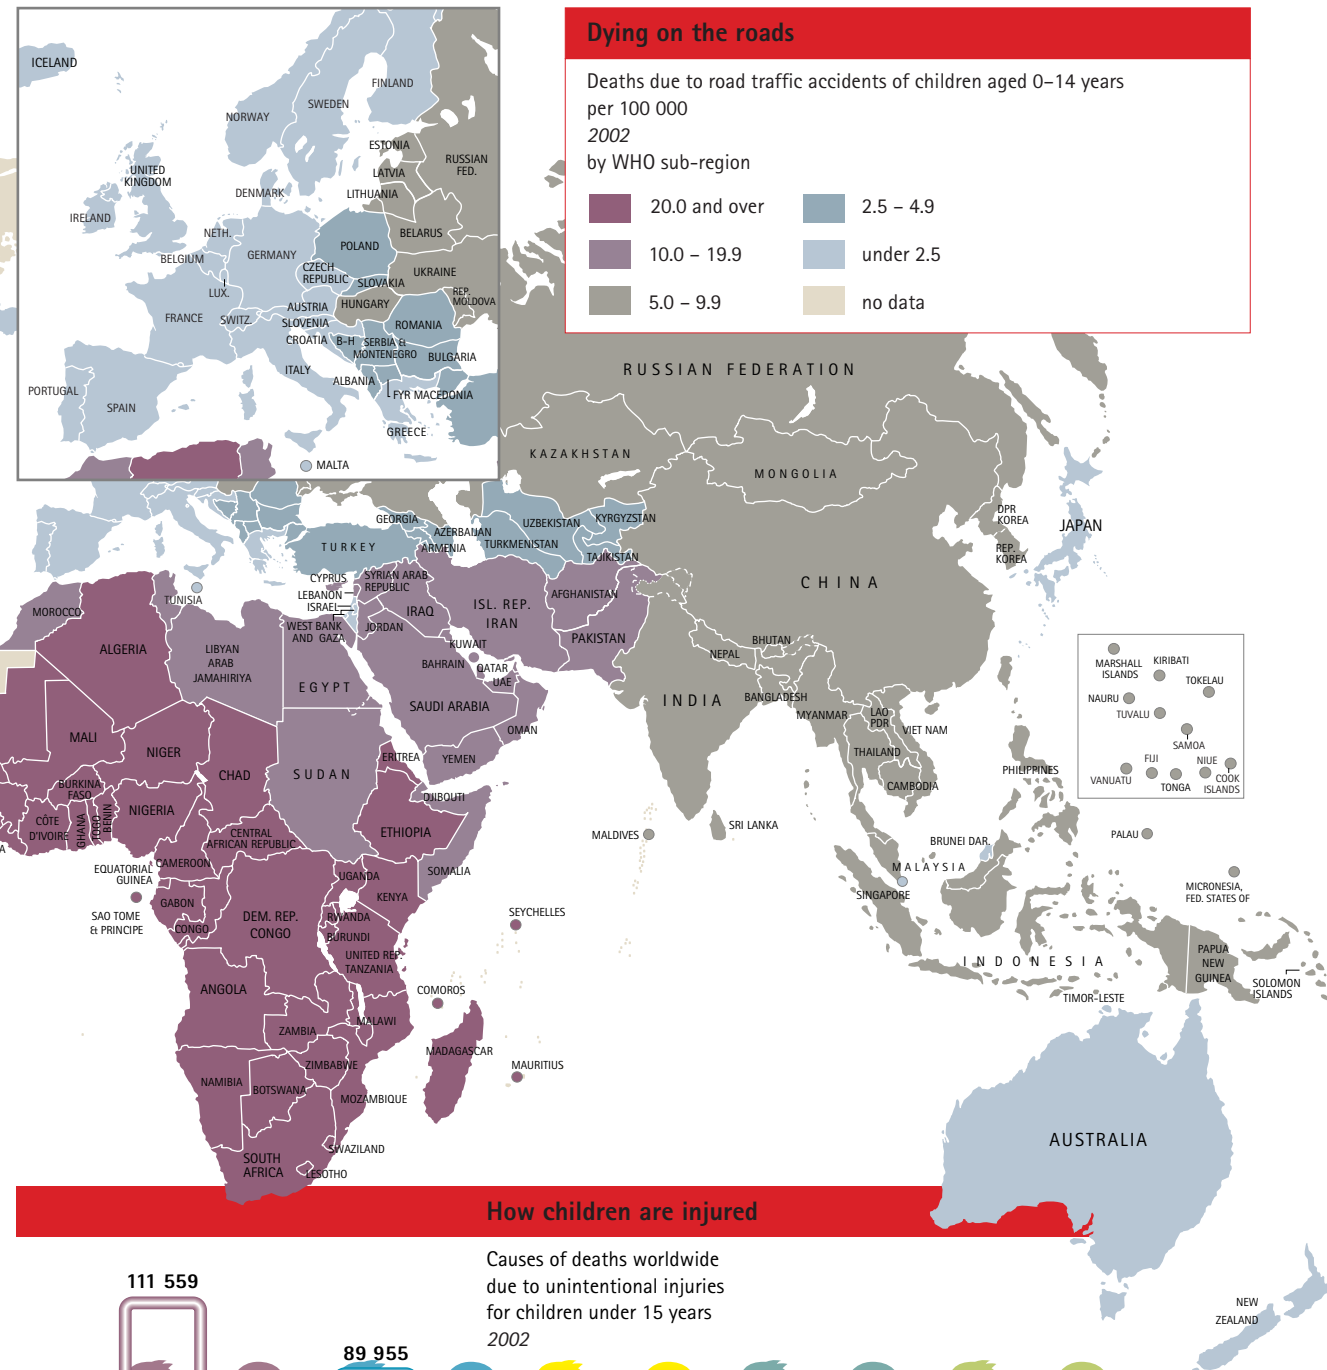 Dying on the roads
Deaths due to road traffic accidents of children aged 0–14 years
per 100 000
2002
by WHO sub-region
20.0 and over
2.5 – 4.9
10.0 – 19.9
under 2.5
5.0 – 9.9
no data
ICELAND
FINLAND
SWEDEN
NORWAY
ESTONIA
RUSSIAN
FED.
LATVIA
UNITED
KINGDOM
DENMARK
LITHUANIA
IRELAND
NETH.
BELARUS
POLAND
BELGIUM
GERMANY
CZECH
REPUBLIC
UKRAINE
SLOVAKIA
LUX.
REP.
MOLDOVA
AUSTRIA
HUNGARY
FRANCE
SWITZ.
SLOVENIA
ROMANIA
CROATIA
B-H
SERBIA &
MONTENEGRO
BULGARIA
ITALY
ALBANIA
PORTUGAL
FYR MACEDONIA
SPAIN
GREECE
MALTA
RUSSIAN FEDERATION
KAZAKHSTAN
MONGOLIA
DPR
KOREA
JAPAN
REP.
KOREA
GEORGIA
UZBEKISTAN
KYRGYZSTAN
AZERBAIJAN
TURKEY
ARMENIA
TURKMENISTAN
TAJIKISTAN
CHINA
CYPRUS
SYRIAN ARAB
REPUBLIC
LEBANON
ISRAEL
TUNISIA
MOROCCO
IRAQ
ISL. REP.
IRAN
AFGHANISTAN
WEST BANK
AND GAZA
JORDAN
PAKISTAN
KUWAIT
ALGERIA
LIBYAN
ARAB
JAMAHIRIYA
BAHRAIN
QATAR
UAE
EGYPT
SAUDI ARABIA
OMAN
BHUTAN
NEPAL
INDIA
BANGLADESH
MYANMAR
LAO
PDR
VIET NAM
THAILAND
CAMBODIA
PHILIPPINES
MARSHALL
ISLANDS
KIRIBATI
TOKELAU
NAURU
TUVALU
SAMOA
FIJI
NIUE
VANUATU
TONGA
COOK
ISLANDS
MALI
NIGER
CHAD
SUDAN
ERITREA
YEMEN
BURKINA
FASO
NIGERIA
DJIBOUTI
CÔTE
D'IVOIRE
GHANA
TOGO
BENIN
CENTRAL
AFRICAN REPUBLIC
ETHIOPIA
A
MALDIVES
SRI LANKA
BRUNEI DAR.
PALAU
EQUATORIAL
GUINEA
CAMEROON
UGANDA
SOMALIA
MALAYSIA
SINGAPORE
MICRONESIA,
FED. STATES OF
GABON
KENYA
SAO TOME
& PRINCIPE
CONGO
DEM. REP.
CONGO
RWANDA
BURUNDI
SEYCHELLES
UNITED REP.
TANZANIA
INDONESIA
PAPUA
NEW
GUINEA
SOLOMON
ISLANDS
TIMOR-LESTE
ANGOLA
COMOROS
ZAMBIA
MALAWI
MADAGASCAR
ZIMBABWE
MAURITIUS
NAMIBIA
BOTSWANA
MOZAMBIQUE
SWAZILAND
SOUTH
AFRICA
LESOTHO
AUSTRALIA
NEW
ZEALAND
How children are injured
Causes of deaths worldwide
due to unintentional injuries
for children under 15 years
2002
111 559
89 955